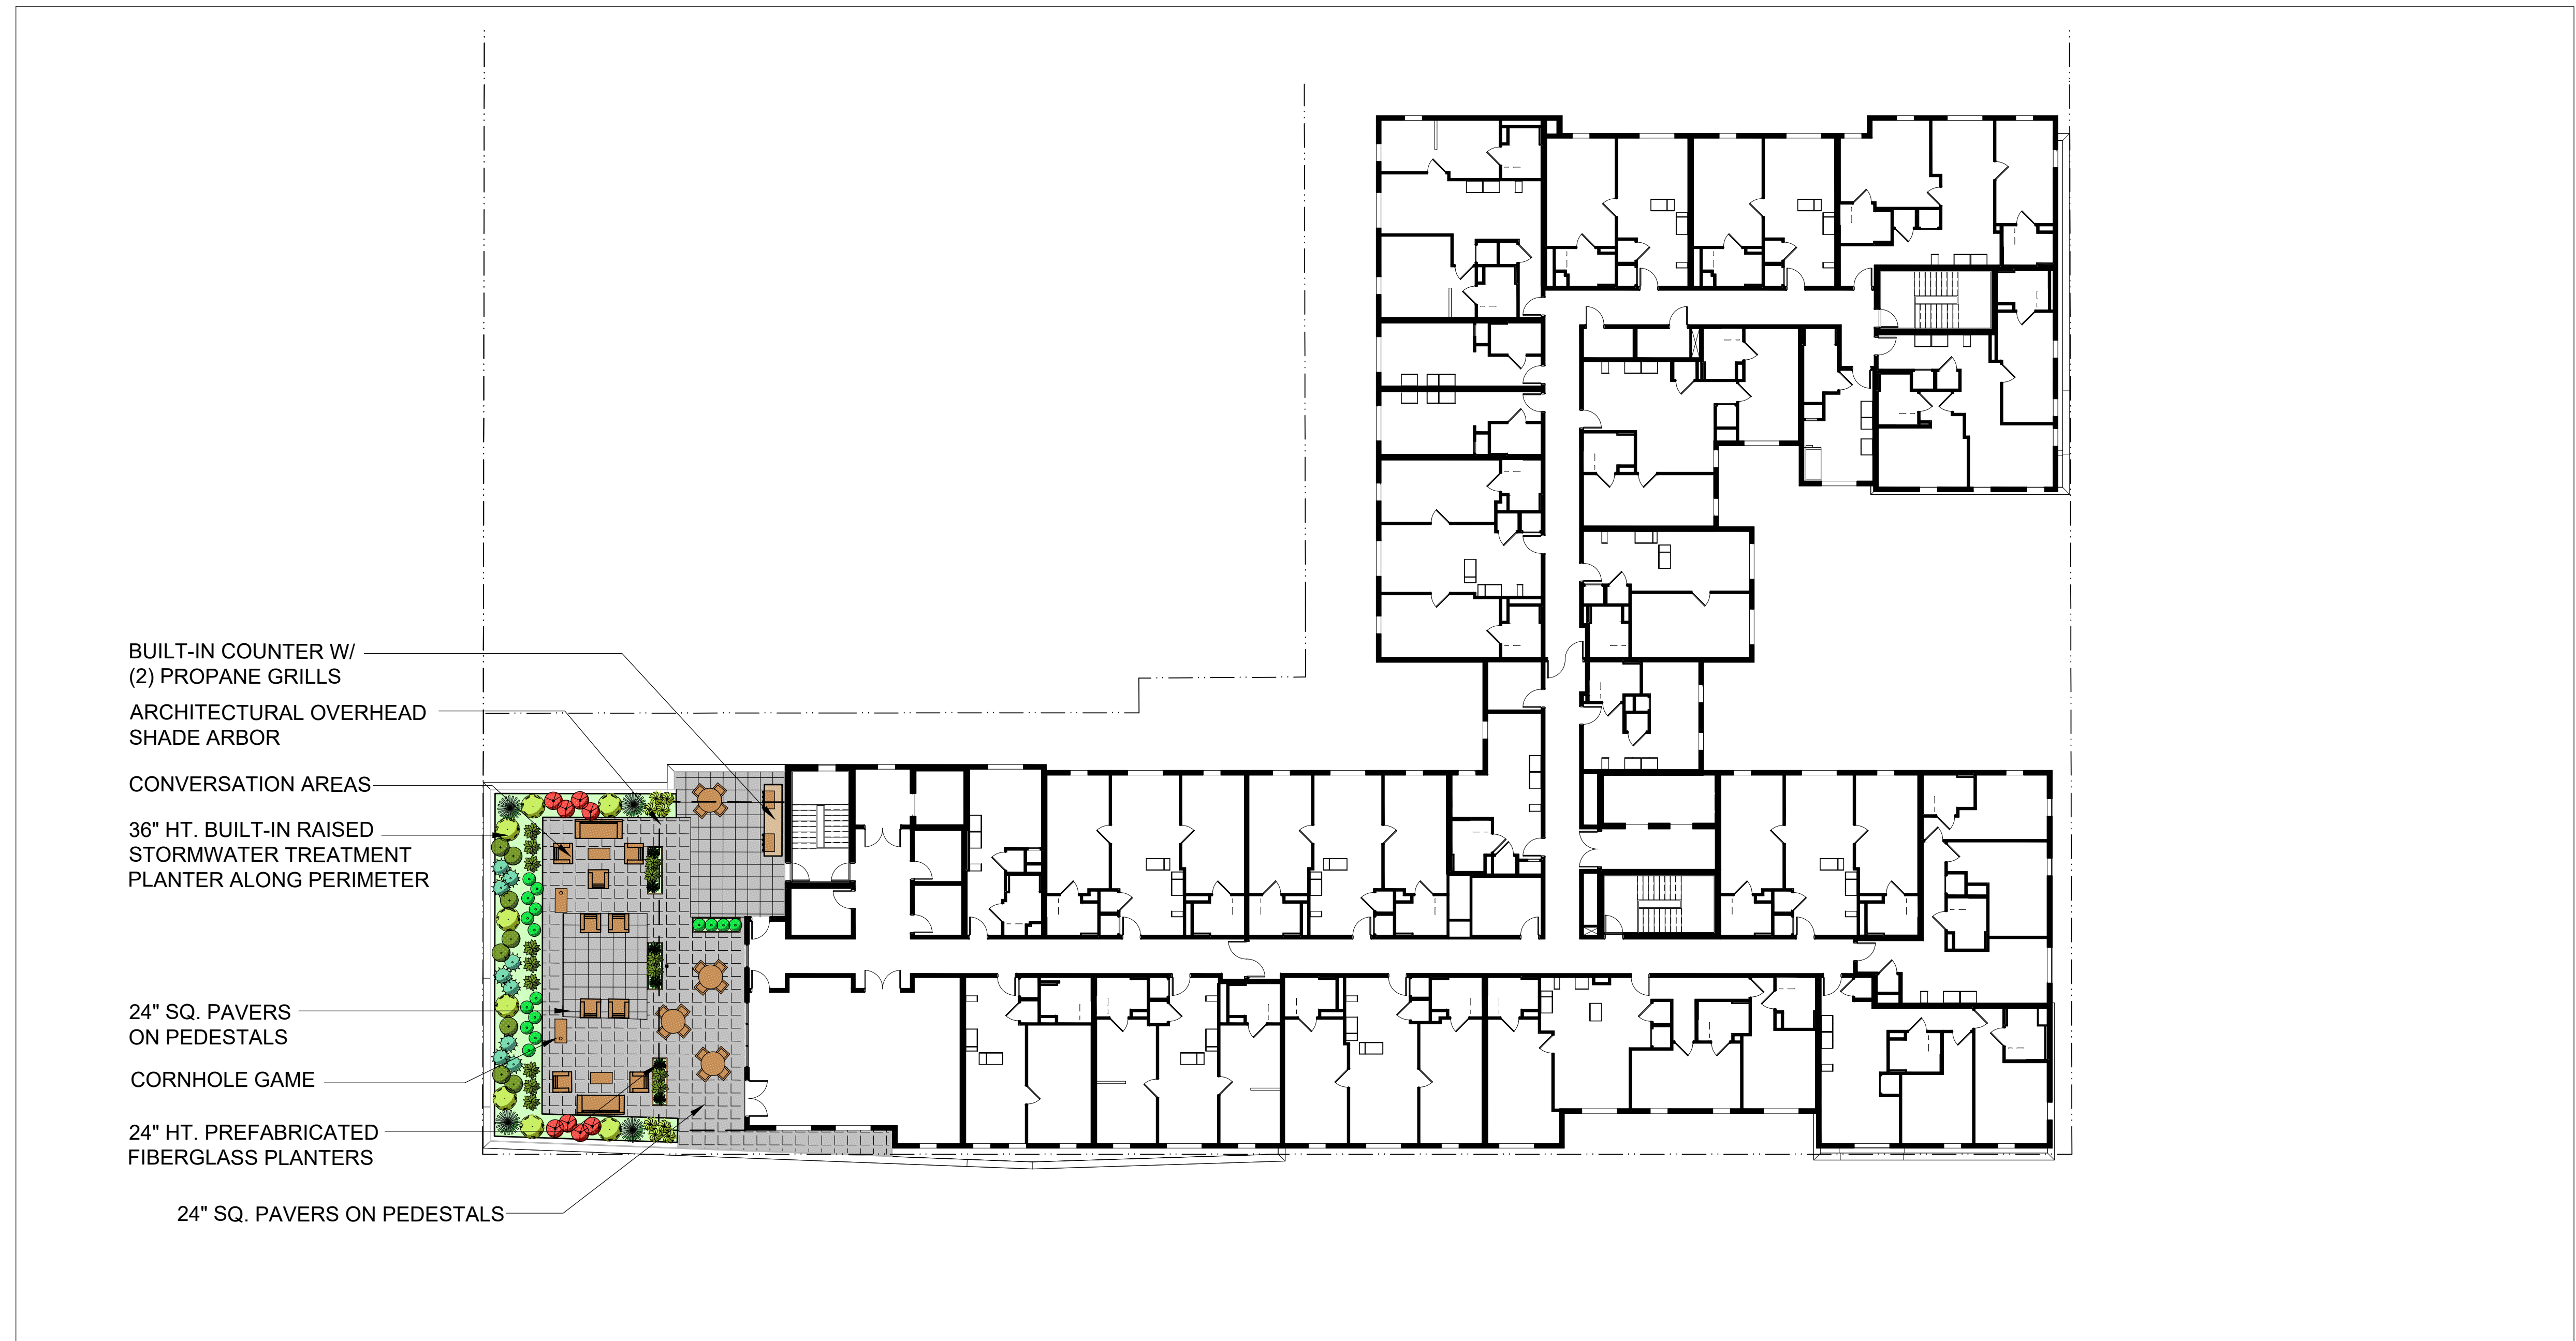 BUILT-IN COUNTER W/
(2) PROPANE GRILLS
ARCHITECTURAL OVERHEAD
SHADE ARBOR
CONVERSATION AREAS
36" HT. BUILT-IN RAISED
STORMWATER TREATMENT
PLANTER ALONG PERIMETER
24" SQ. PAVERS
ON PEDESTALS
CORNHOLE GAME
24" HT. PREFABRICATED
FIBERGLASS PLANTERS
24" SQ. PAVERS ON PEDESTALS